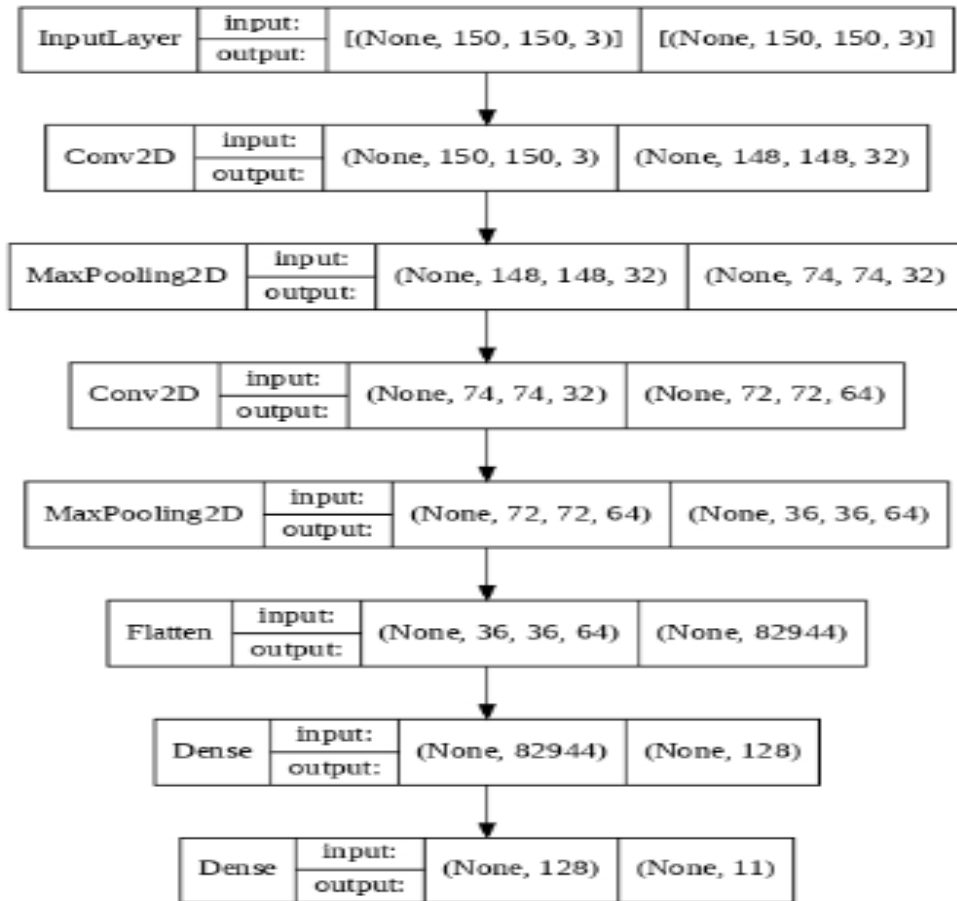 InputLayer input: output: [(None, 150, 150, 3)] [(None, 150, 150, 3)]
Conv2D input: output: (None, 150, 150, 3) (None, 148, 148, 32)
MaxPooling2D input: output: (None, 148, 148, 32) (None, 74, 74, 32)
Conv2D input: output: (None, 74, 74, 32) (None, 72, 72, 64)
MaxPooling2D input: output: (None, 72, 72, 64) (None, 36, 36, 64)
Flatten input: output: (None, 36, 36, 64) (None, 82944)
Dense input: output: (None, 82944) (None, 128)
Dense input: output: (None, 128) (None, 11)